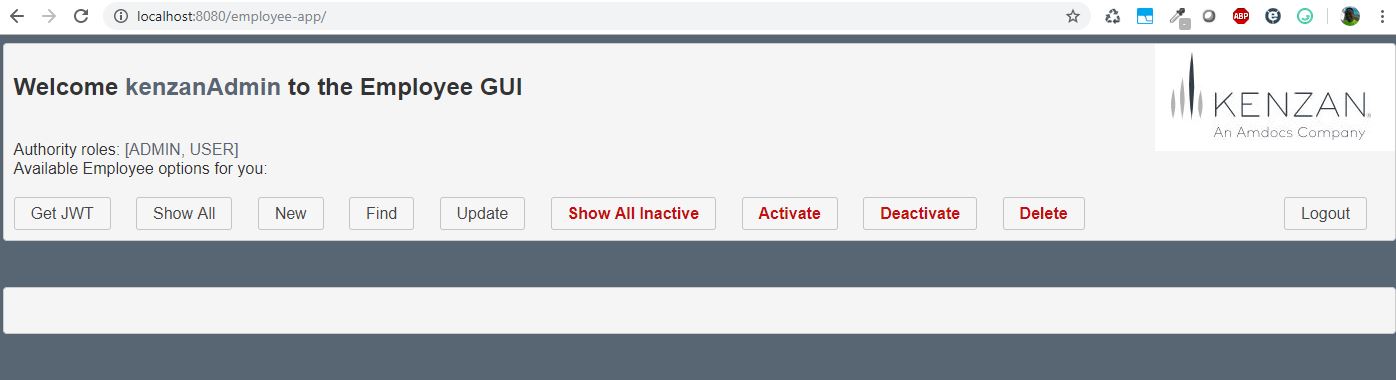 localhost:8080/employee-app/
ABP
Welcome kenzanAdmin to the Employee GUI
KENZAN
An Amdocs Company
Authority roles: [ADMIN, USER]
Available Employee options for you:
Get JWT Show All New Find Update Show All Inactive Activate Deactivate Delete Logout